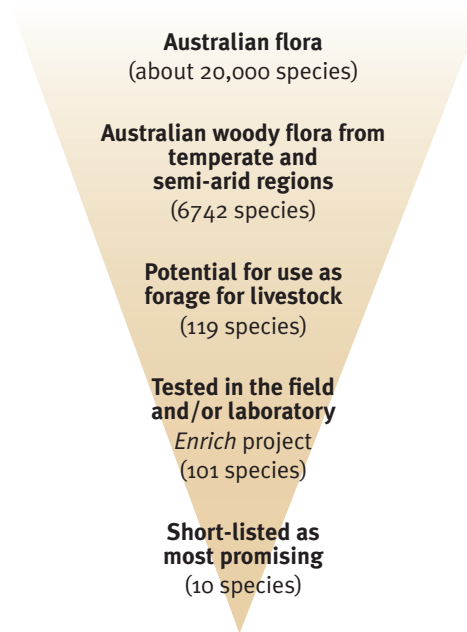 Australian flora
(about 20,000 species)
Australian woody flora from
temperate and
semi-arid regions
(6742 species)
Potential for use as
forage for livestock
(119 species)
Tested in the field
and/or laboratory
Enrich project
(101 species)
Short-listed as
most promising
(10 species)